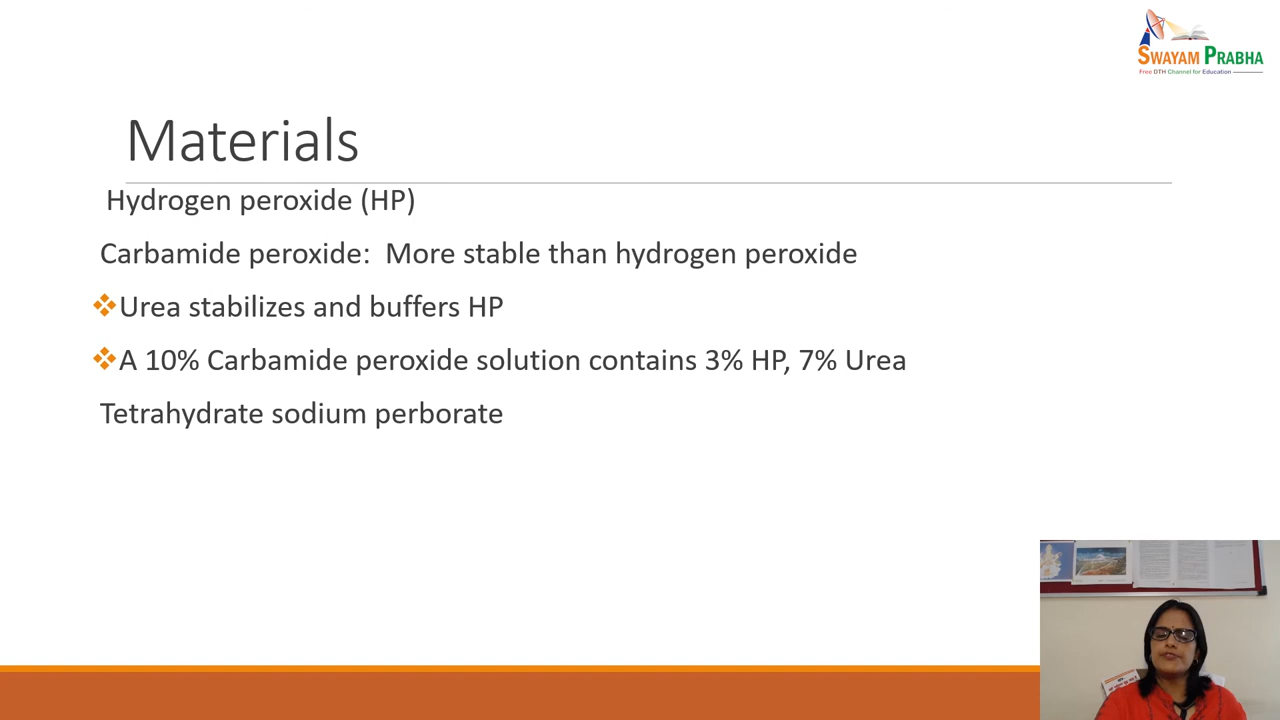 SWAYAM PRABHA
Free DTH Channel for Education
Materials
Hydrogen peroxide (HP)
Carbamide peroxide: More stable than hydrogen peroxide
❖Urea stabilizes and buffers HP
❖A 10% Carbamide peroxide solution contains 3% HP, 7% Urea
Tetrahydrate sodium perborate